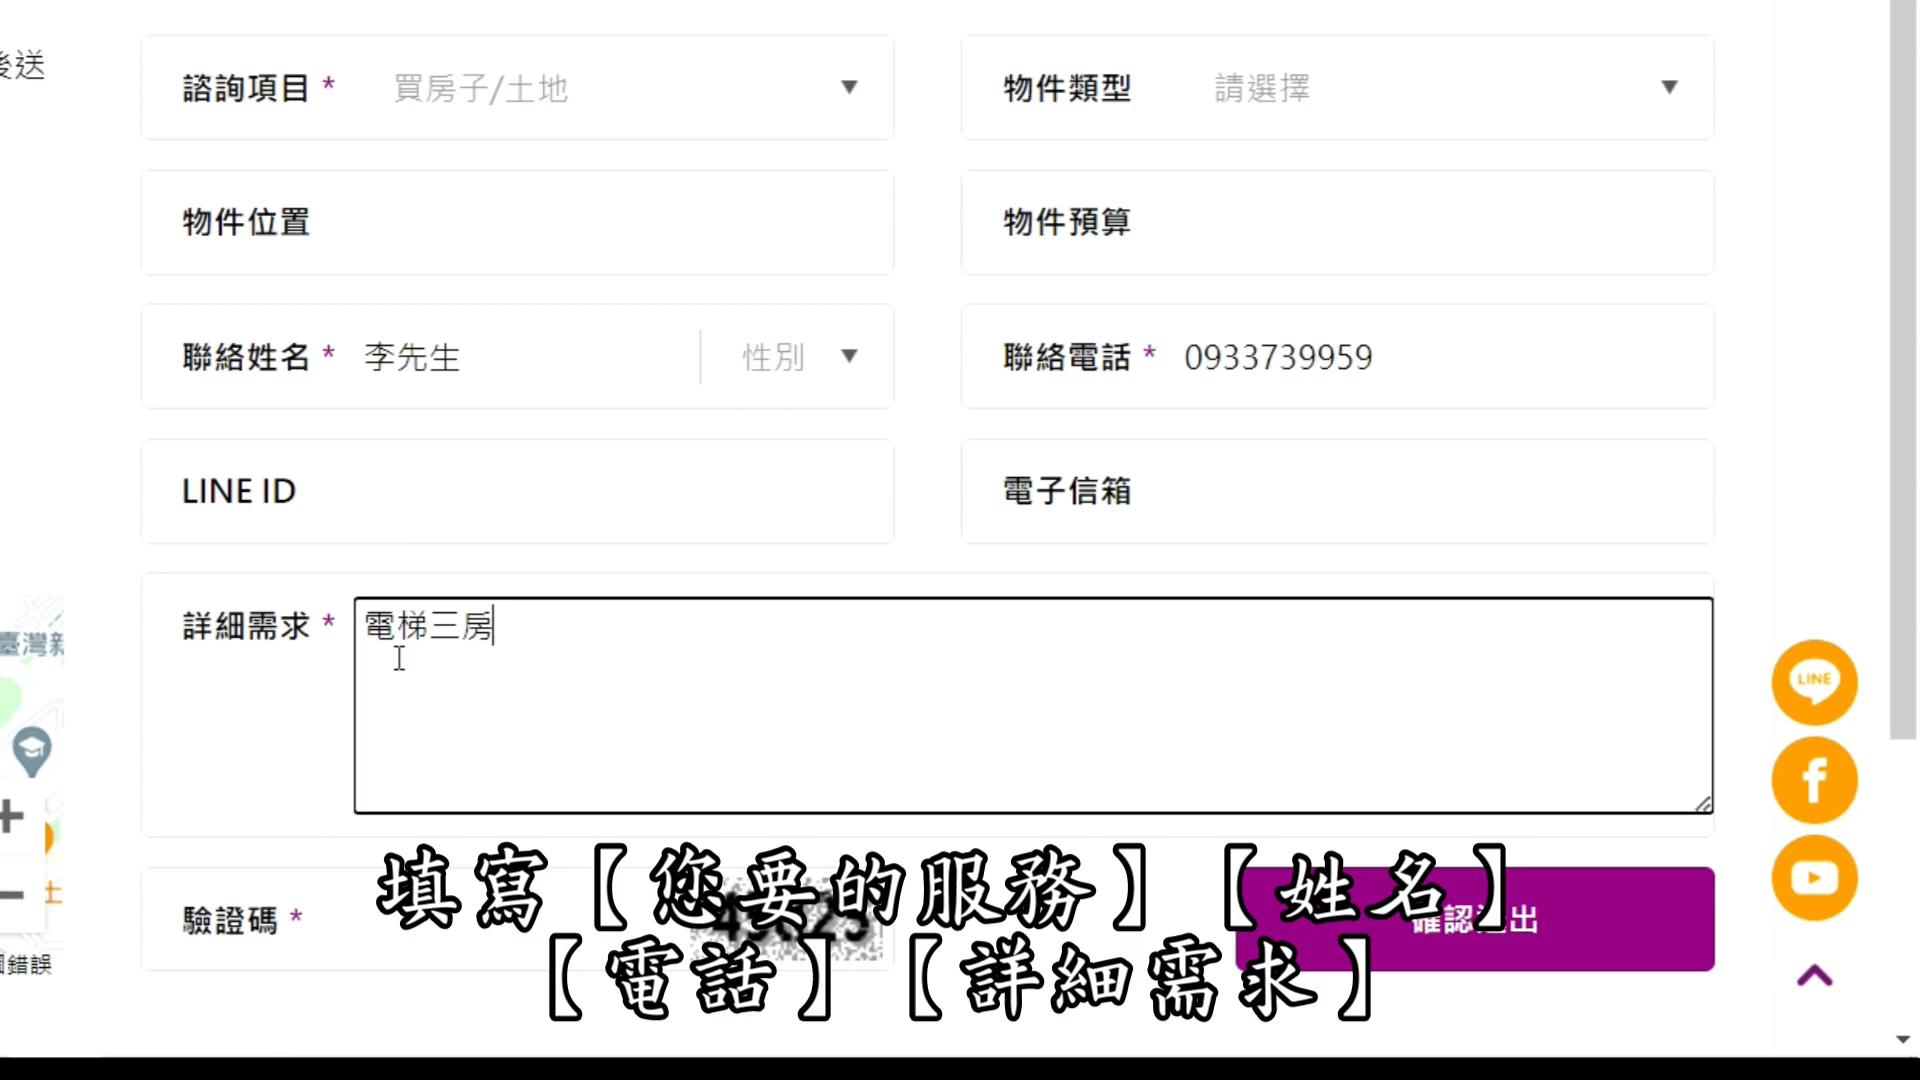 後送
諮詢項目 * 買房子/土地
物件類型 請選擇
物件位置
物件預算
聯絡姓名 * 李先生 性別
聯絡電話 * 0933739959
LINE ID
電子信箱
詳細需求 * 電梯三房
臺灣新
LINE
土
驗證碼 *
填寫【您要的服務】【姓名】
【電話】【詳細需求】
圖錯誤